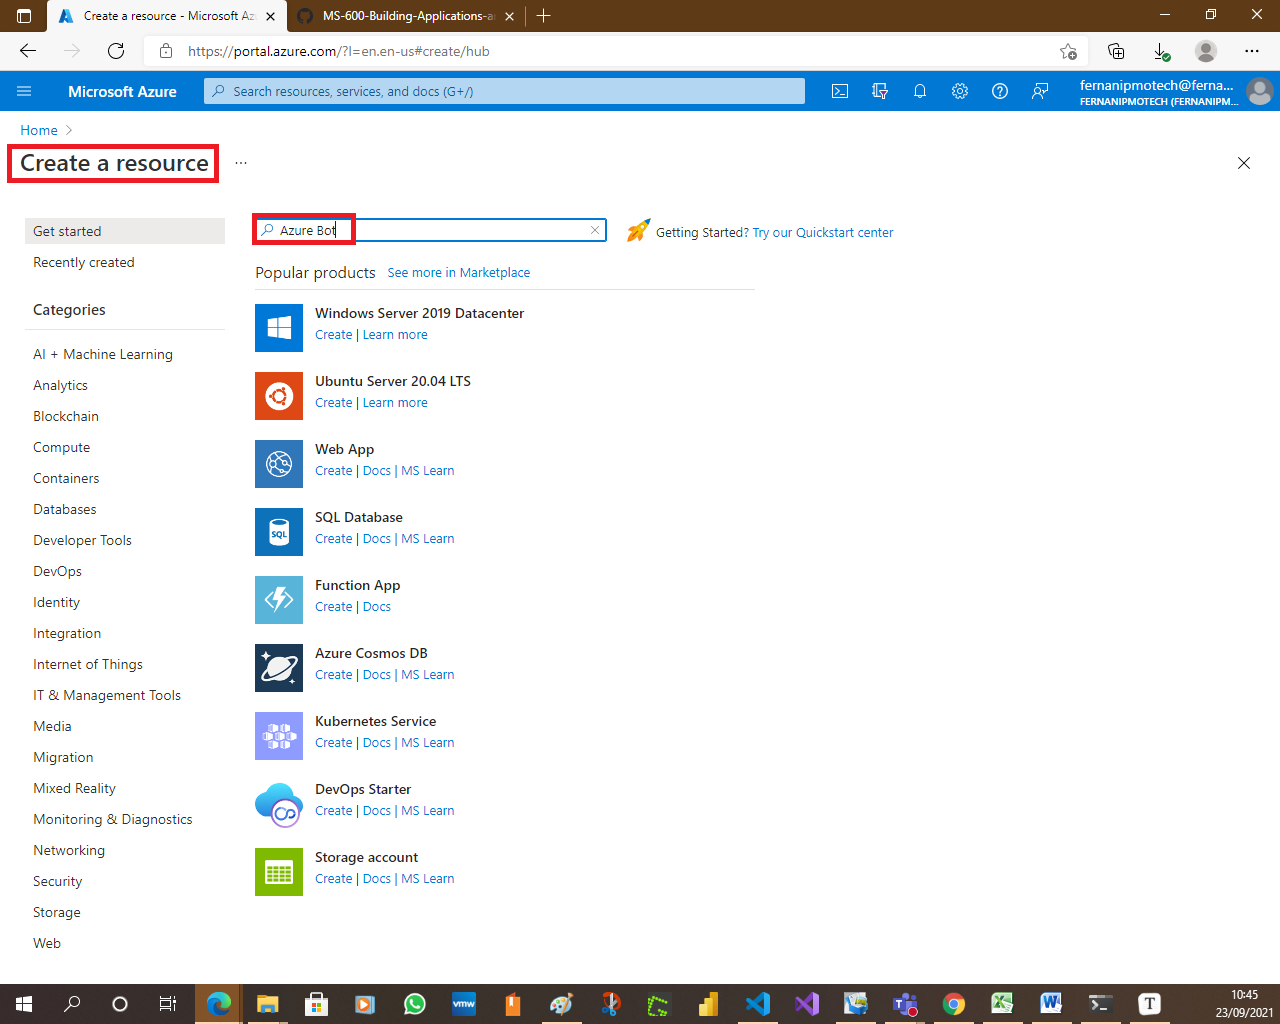 Create a resource - Microsoft Az
MS-600-Building-Applications-a
https://portal.azure.com/?l=en.en-us#create/hub
Microsoft Azure
Search resources, services, and docs (G+/)
fernanipmotech@ferna...
FERNANIPMOTECH (FERNANIPM...
Home
Create a resource
...
Get started
Recently created
Categories
AI + Machine Learning
Analytics
Blockchain
Compute
Containers
Databases
Developer Tools
DevOps
Identity
Integration
Internet of Things
IT & Management Tools
Media
Migration
Mixed Reality
Monitoring & Diagnostics
Networking
Security
Storage
Web
Azure Bot
Getting Started? Try our Quickstart center
Popular products See more in Marketplace
Windows Server 2019 Datacenter
Create | Learn more
Ubuntu Server 20.04 LTS
Create | Learn more
Web App
Create | Docs | MS Learn
SQL
SQL Database
Create | Docs | MS Learn
Function App
Create | Docs
Azure Cosmos DB
Create | Docs | MS Learn
Kubernetes Service
Create | Docs | MS Learn
DevOps Starter
Create | Docs | MS Learn
Storage account
Create | Docs | MS Learn
vmw
10:45
23/09/2021